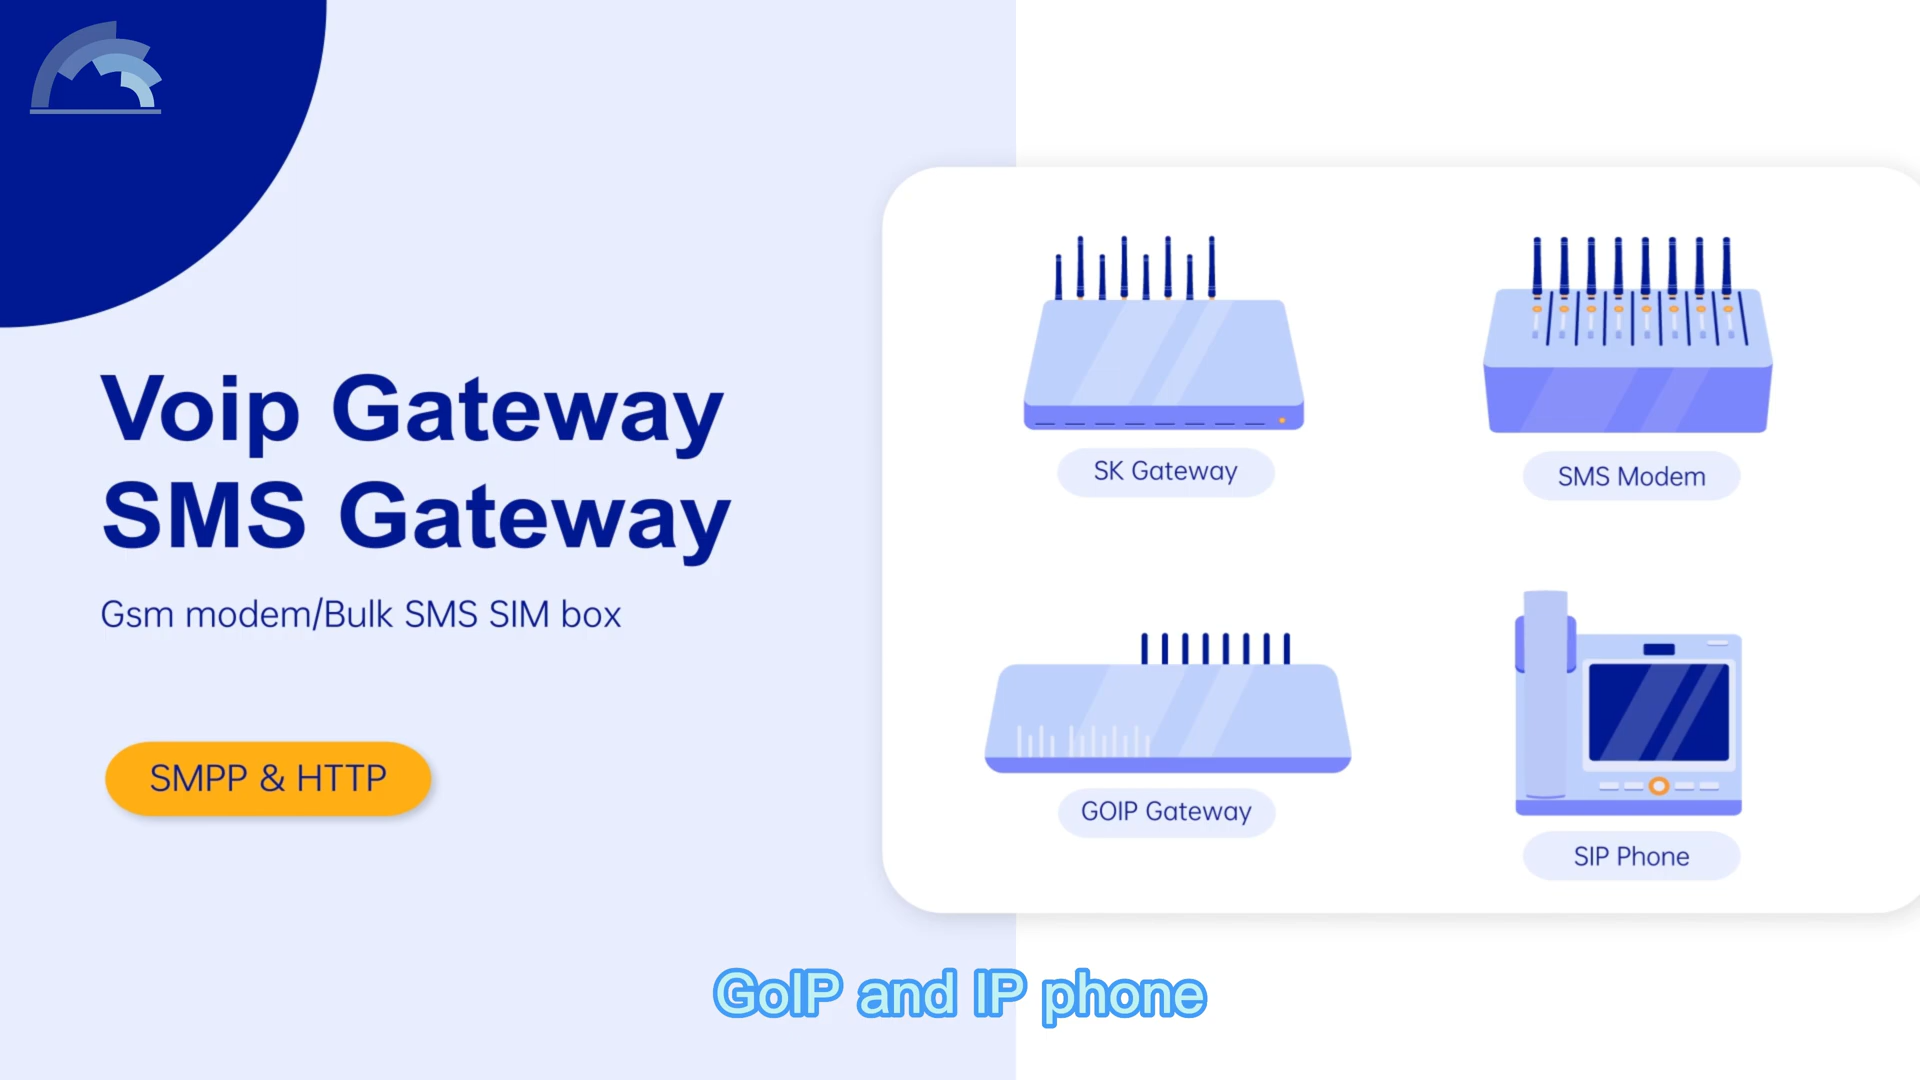 Voip Gateway
SMS Gateway
Gsm modem/Bulk SMS SIM box
SMPP & HTTP
SK Gateway
SMS Modem
GOIP Gateway
SIP Phone
GoIP and IP phone